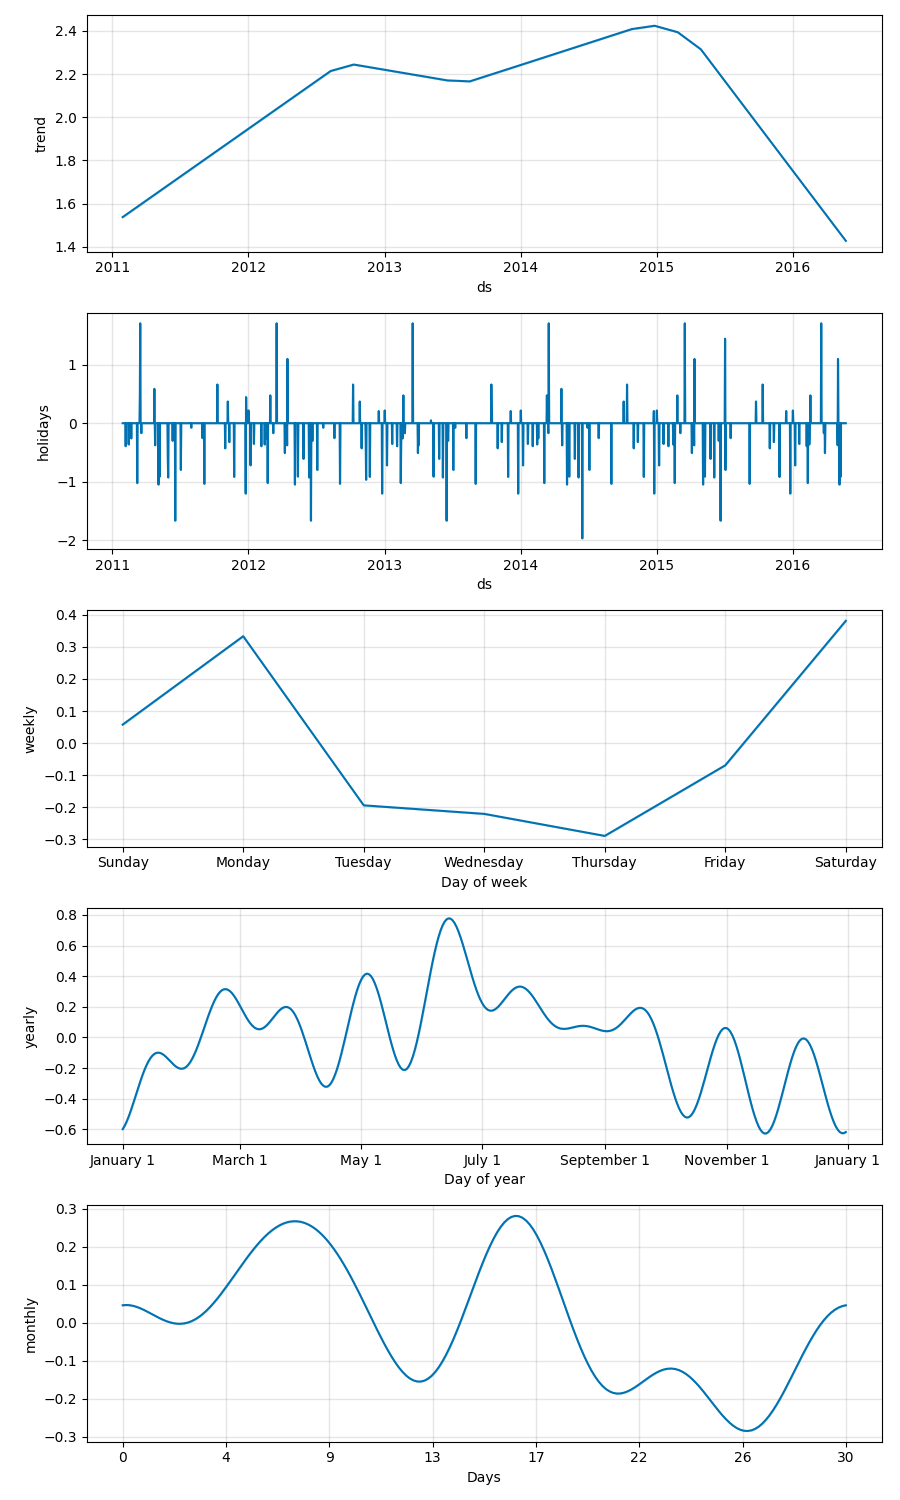 2.4
2.2
2.0
1.8
1.6
1.4
trend
2011 2012 2013 2014 2015 2016
ds
1
0
−1
−2
holidays
2011 2012 2013 2014 2015 2016
ds
0.4
0.3
0.2
0.1
0.0
−0.1
−0.2
−0.3
weekly
Sunday Monday Tuesday Wednesday Thursday Friday Saturday
Day of week
0.8
0.6
0.4
0.2
0.0
−0.2
−0.4
−0.6
yearly
January 1 March 1 May 1 July 1 September 1 November 1 January 1
Day of year
0.3
0.2
0.1
0.0
−0.1
−0.2
−0.3
monthly
0 4 9 13 17 22 26 30
Days